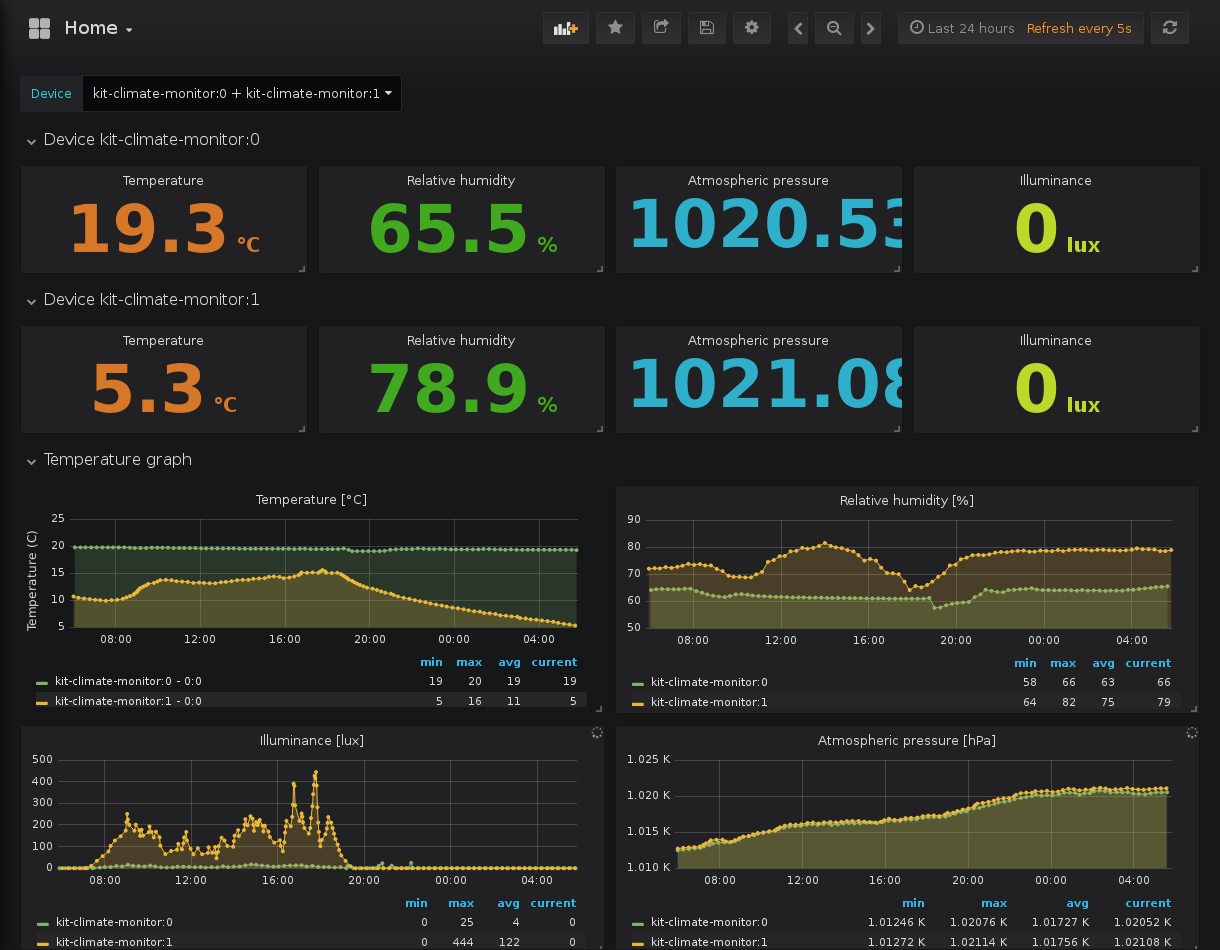 Home
Last 24 hours Refresh every 5s
Device kit-climate-monitor:0 + kit-climate-monitor:1
Device kit-climate-monitor:0
Temperature Relative humidity Atmospheric pressure Illuminance
19.3 °C 65.5 % 1020.53 0 lux
Device kit-climate-monitor:1
Temperature Relative humidity Atmospheric pressure Illuminance
5.3 °C 78.9 % 1021.08 0 lux
Temperature graph
Temperature [°C]
Temperature (C)
25
20
15
10
5
08:00 12:00 16:00 20:00 00:00 04:00
min max avg current
kit-climate-monitor:0 - 0:0 19 20 19 19
kit-climate-monitor:1 - 0:0 5 16 11 5
Relative humidity [%]
90
80
70
60
50
08:00 12:00 16:00 20:00 00:00 04:00
min max avg current
kit-climate-monitor:0 58 66 63 66
kit-climate-monitor:1 64 82 75 79
Illuminance [lux]
500
400
300
200
100
0
08:00 12:00 16:00 20:00 00:00 04:00
min max avg current
kit-climate-monitor:0 0 25 4 0
kit-climate-monitor:1 0 444 122 0
Atmospheric pressure [hPa]
1.025 K
1.020 K
1.015 K
1.010 K
08:00 12:00 16:00 20:00 00:00 04:00
min max avg current
kit-climate-monitor:0 1.01246 K 1.02076 K 1.01727 K 1.02052 K
kit-climate-monitor:1 1.01272 K 1.02114 K 1.01756 K 1.02108 K